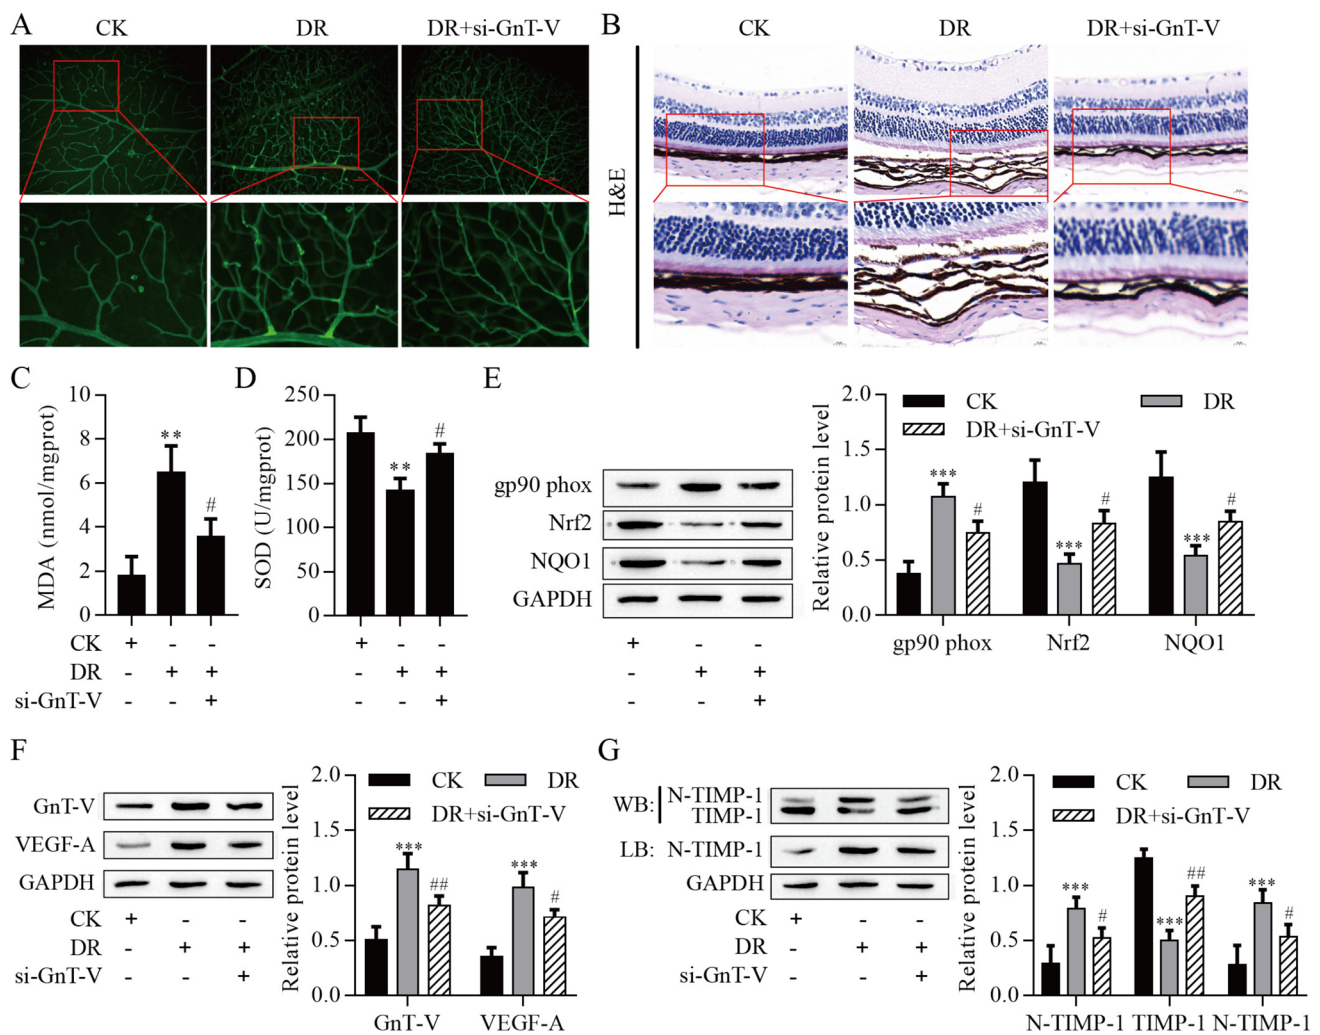 A
CK DR DR+si-GnT-V
B
CK DR DR+si-GnT-V
H&E
C
MDA (nmol/mgprot)
10
8
6
4
2
0
** #
CK + - -
DR - + +
si-GnT-V - - +
D
SOD (U/mgprot)
250
200
150
100
50
0
** #
+ - -
- + +
- - +
E
gp90 phox
Nrf2
NQO1
GAPDH
+ - -
- + +
- - +
Relative protein level
2.0
1.5
1.0
0.5
0.0
CK DR
DR+si-GnT-V
*** # *** # *** #
gp90 phox Nrf2 NQO1
F
GnT-V
VEGF-A
GAPDH
CK + - -
DR - + +
si-GnT-V - - +
Relative protein level
2.0
1.5
1.0
0.5
0.0
CK DR
DR+si-GnT-V
*** ## *** #
GnT-V VEGF-A
G
WB: N-TIMP-1
TIMP-1
LB: N-TIMP-1
GAPDH
CK + - -
DR - + +
si-GnT-V - - +
Relative protein level
2.0
1.5
1.0
0.5
0.0
CK DR
DR+si-GnT-V
*** # *** ## *** #
N-TIMP-1 TIMP-1 N-TIMP-1